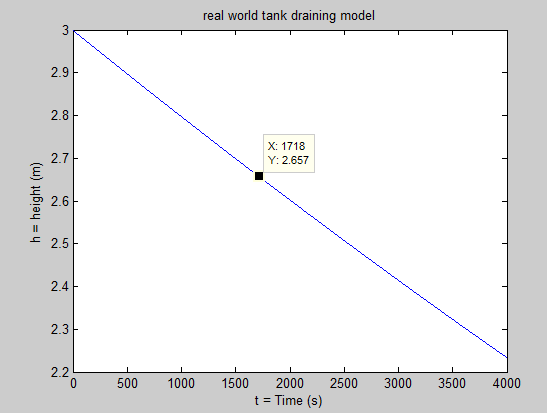 real world tank draining model
3
2.9
2.8
2.7
2.6
2.5
2.4
2.3
2.2
h = height (m)
X: 1718
Y: 2.657
0 500 1000 1500 2000 2500 3000 3500 4000
t = Time (s)